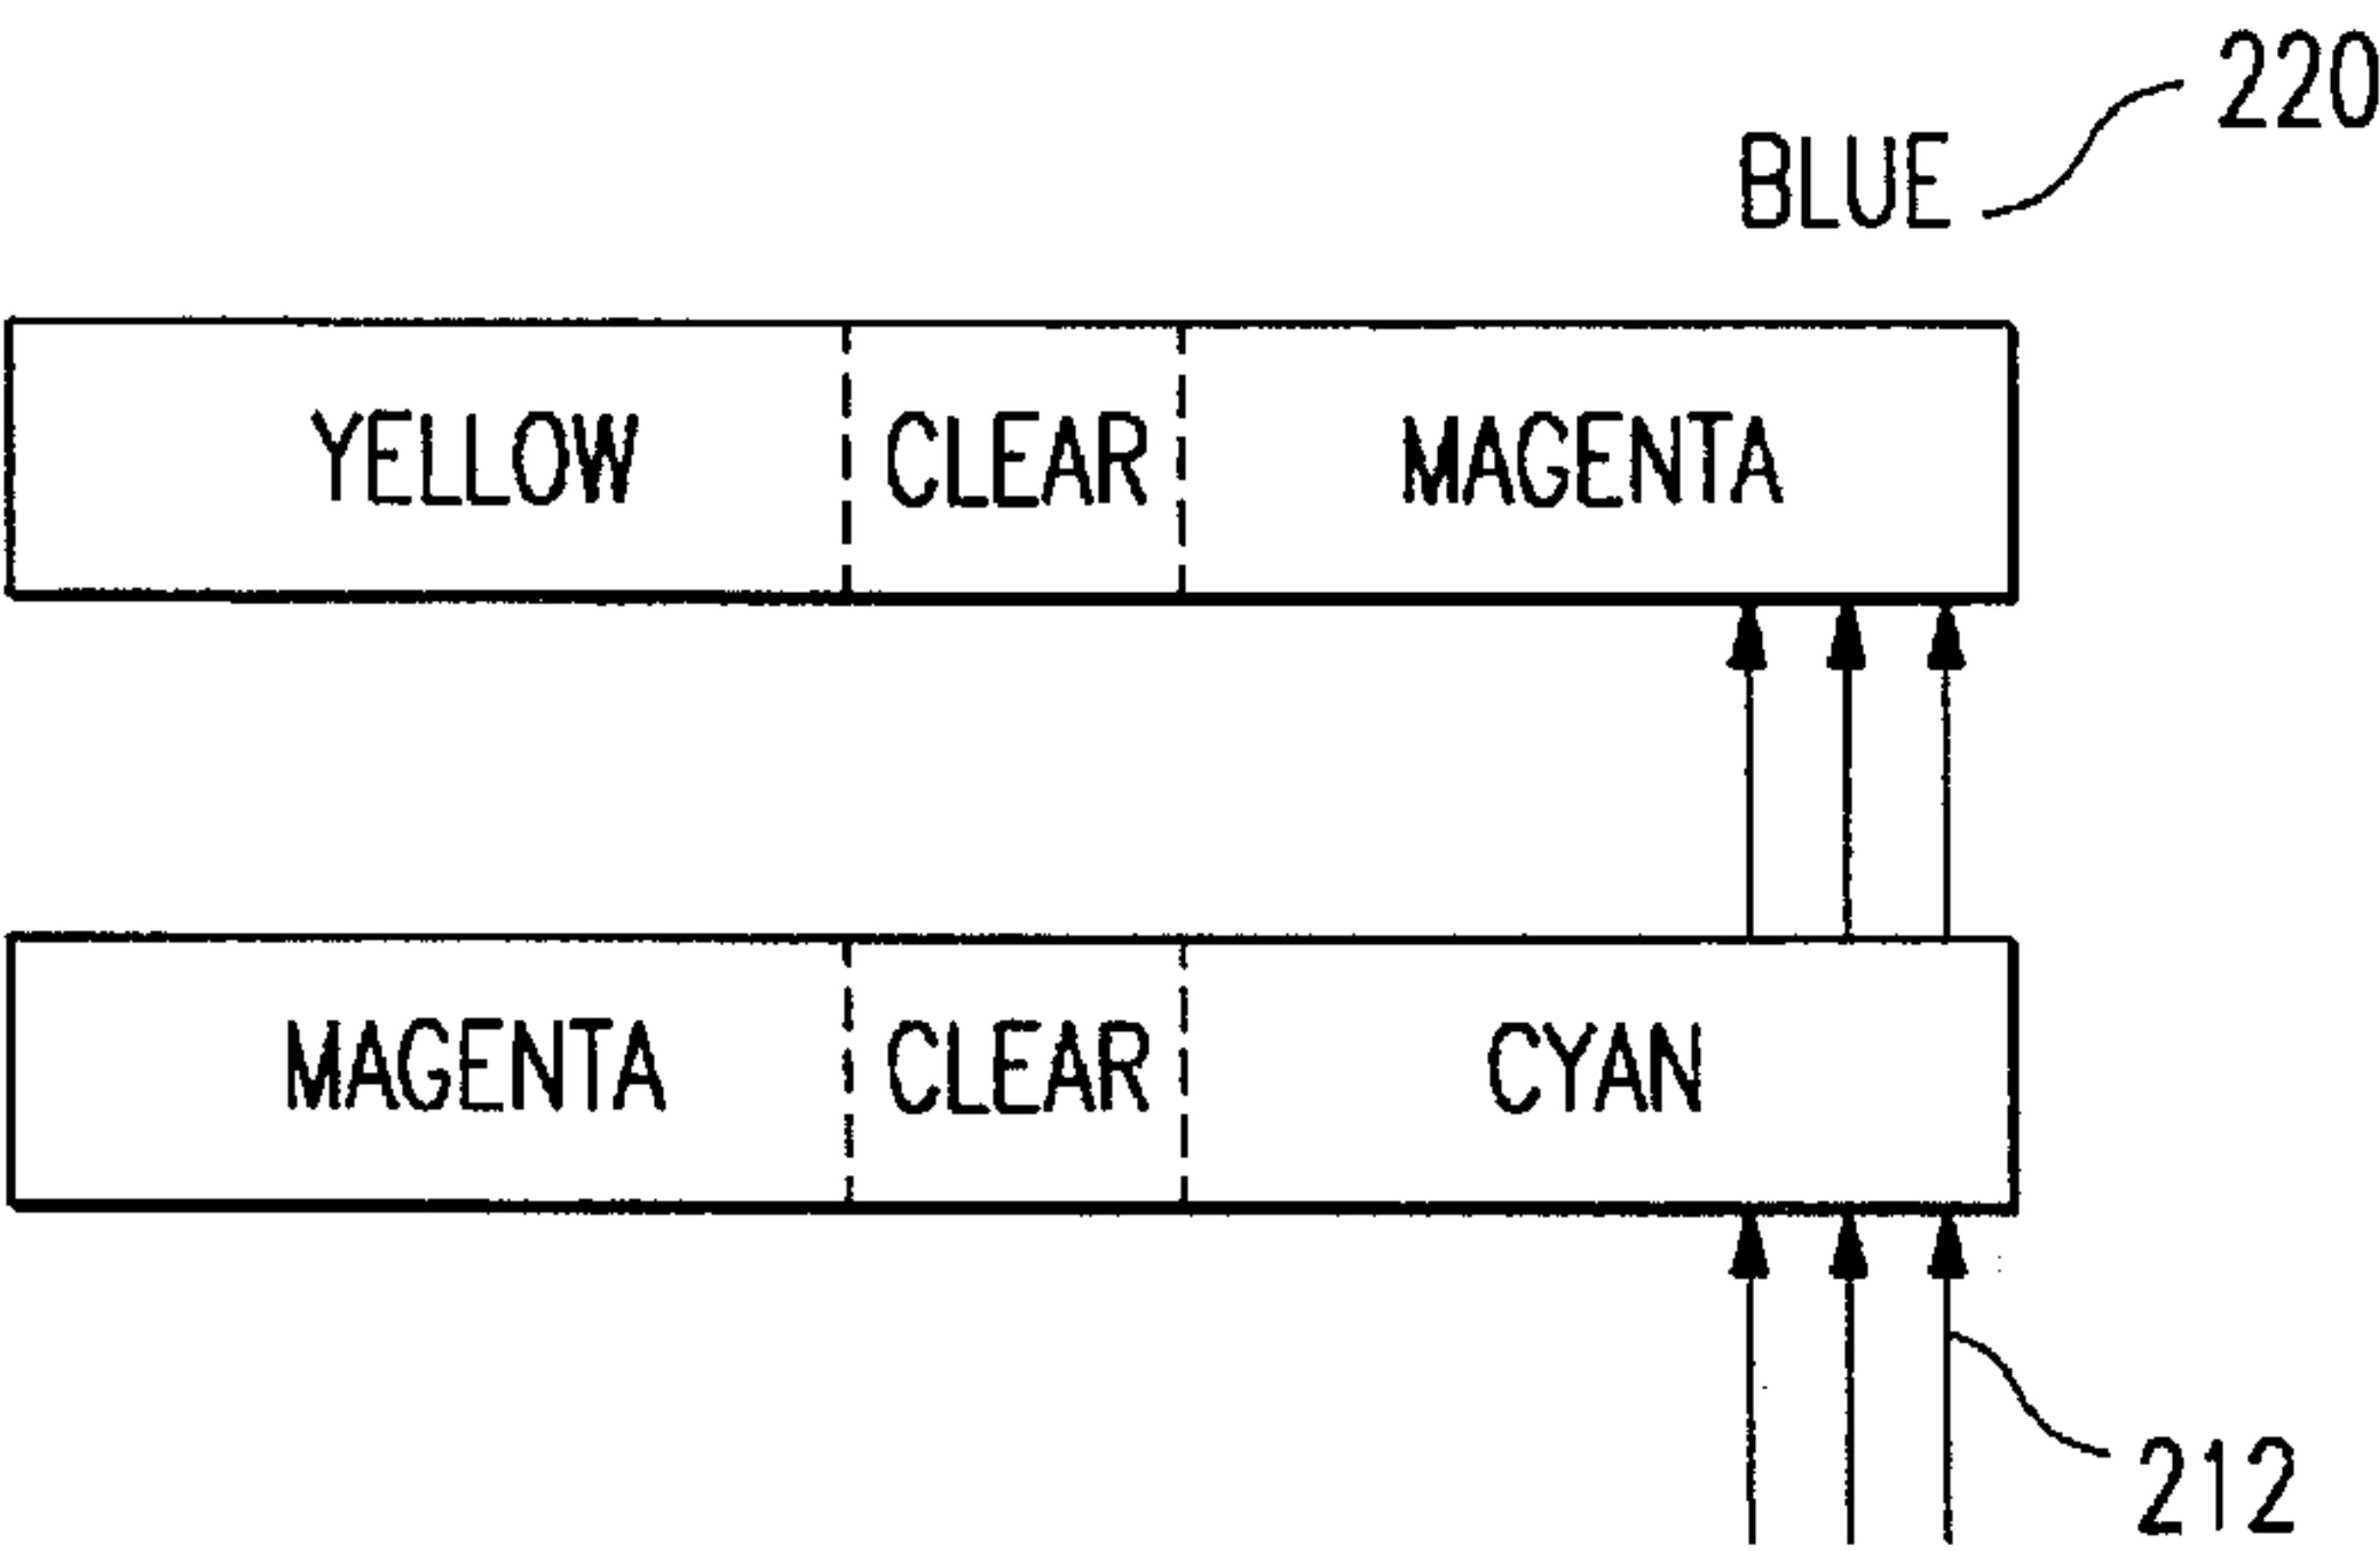 220
BLUE
YELLOW CLEAR MAGENTA
MAGENTA CLEAR CYAN
212